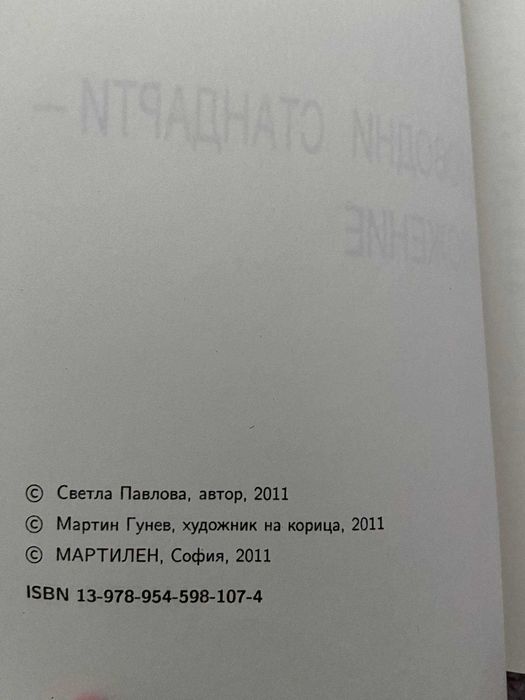 СТАНДАРТИ –
© Светла Павлова, автор, 2011
© Мартин Гунев, художник на корица, 2011
© МАРТИЛЕН, София, 2011
ISBN 13-978-954-598-107-4